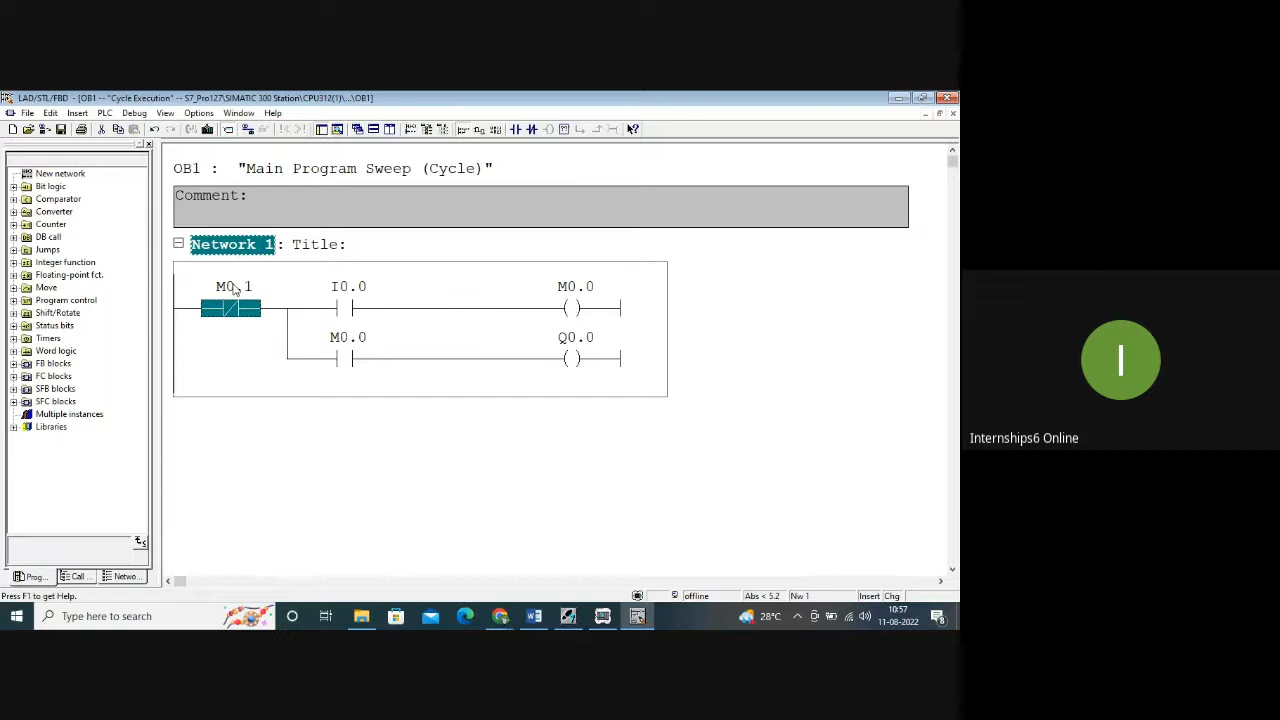 LAD/STL/FBD - [OB1 -- "Cycle Execution" -- S7_Pro127\SIMATIC 300 Station\CPU312(1)\...\OB1]
File Edit Insert PLC Debug View Options Window Help
New network
Bit logic
Comparator
Converter
Counter
DB call
Jumps
Integer function
Floating-point fct.
Move
Program control
Shift/Rotate
Status bits
Timers
Word logic
FB blocks
FC blocks
SFB blocks
SFC blocks
Multiple instances
Libraries
Prog... Call ... Netwo...
OB1 : "Main Program Sweep (Cycle)"
Comment:
Network 1: Title:
M0.1 I0.0 M0.0
M0.0 Q0.0
Press F1 to get Help.
offline Abs < 5.2 Nw 1 Insert Chg
Type here to search
28°C
10:57
11-08-2022
8
I
Internships6 Online